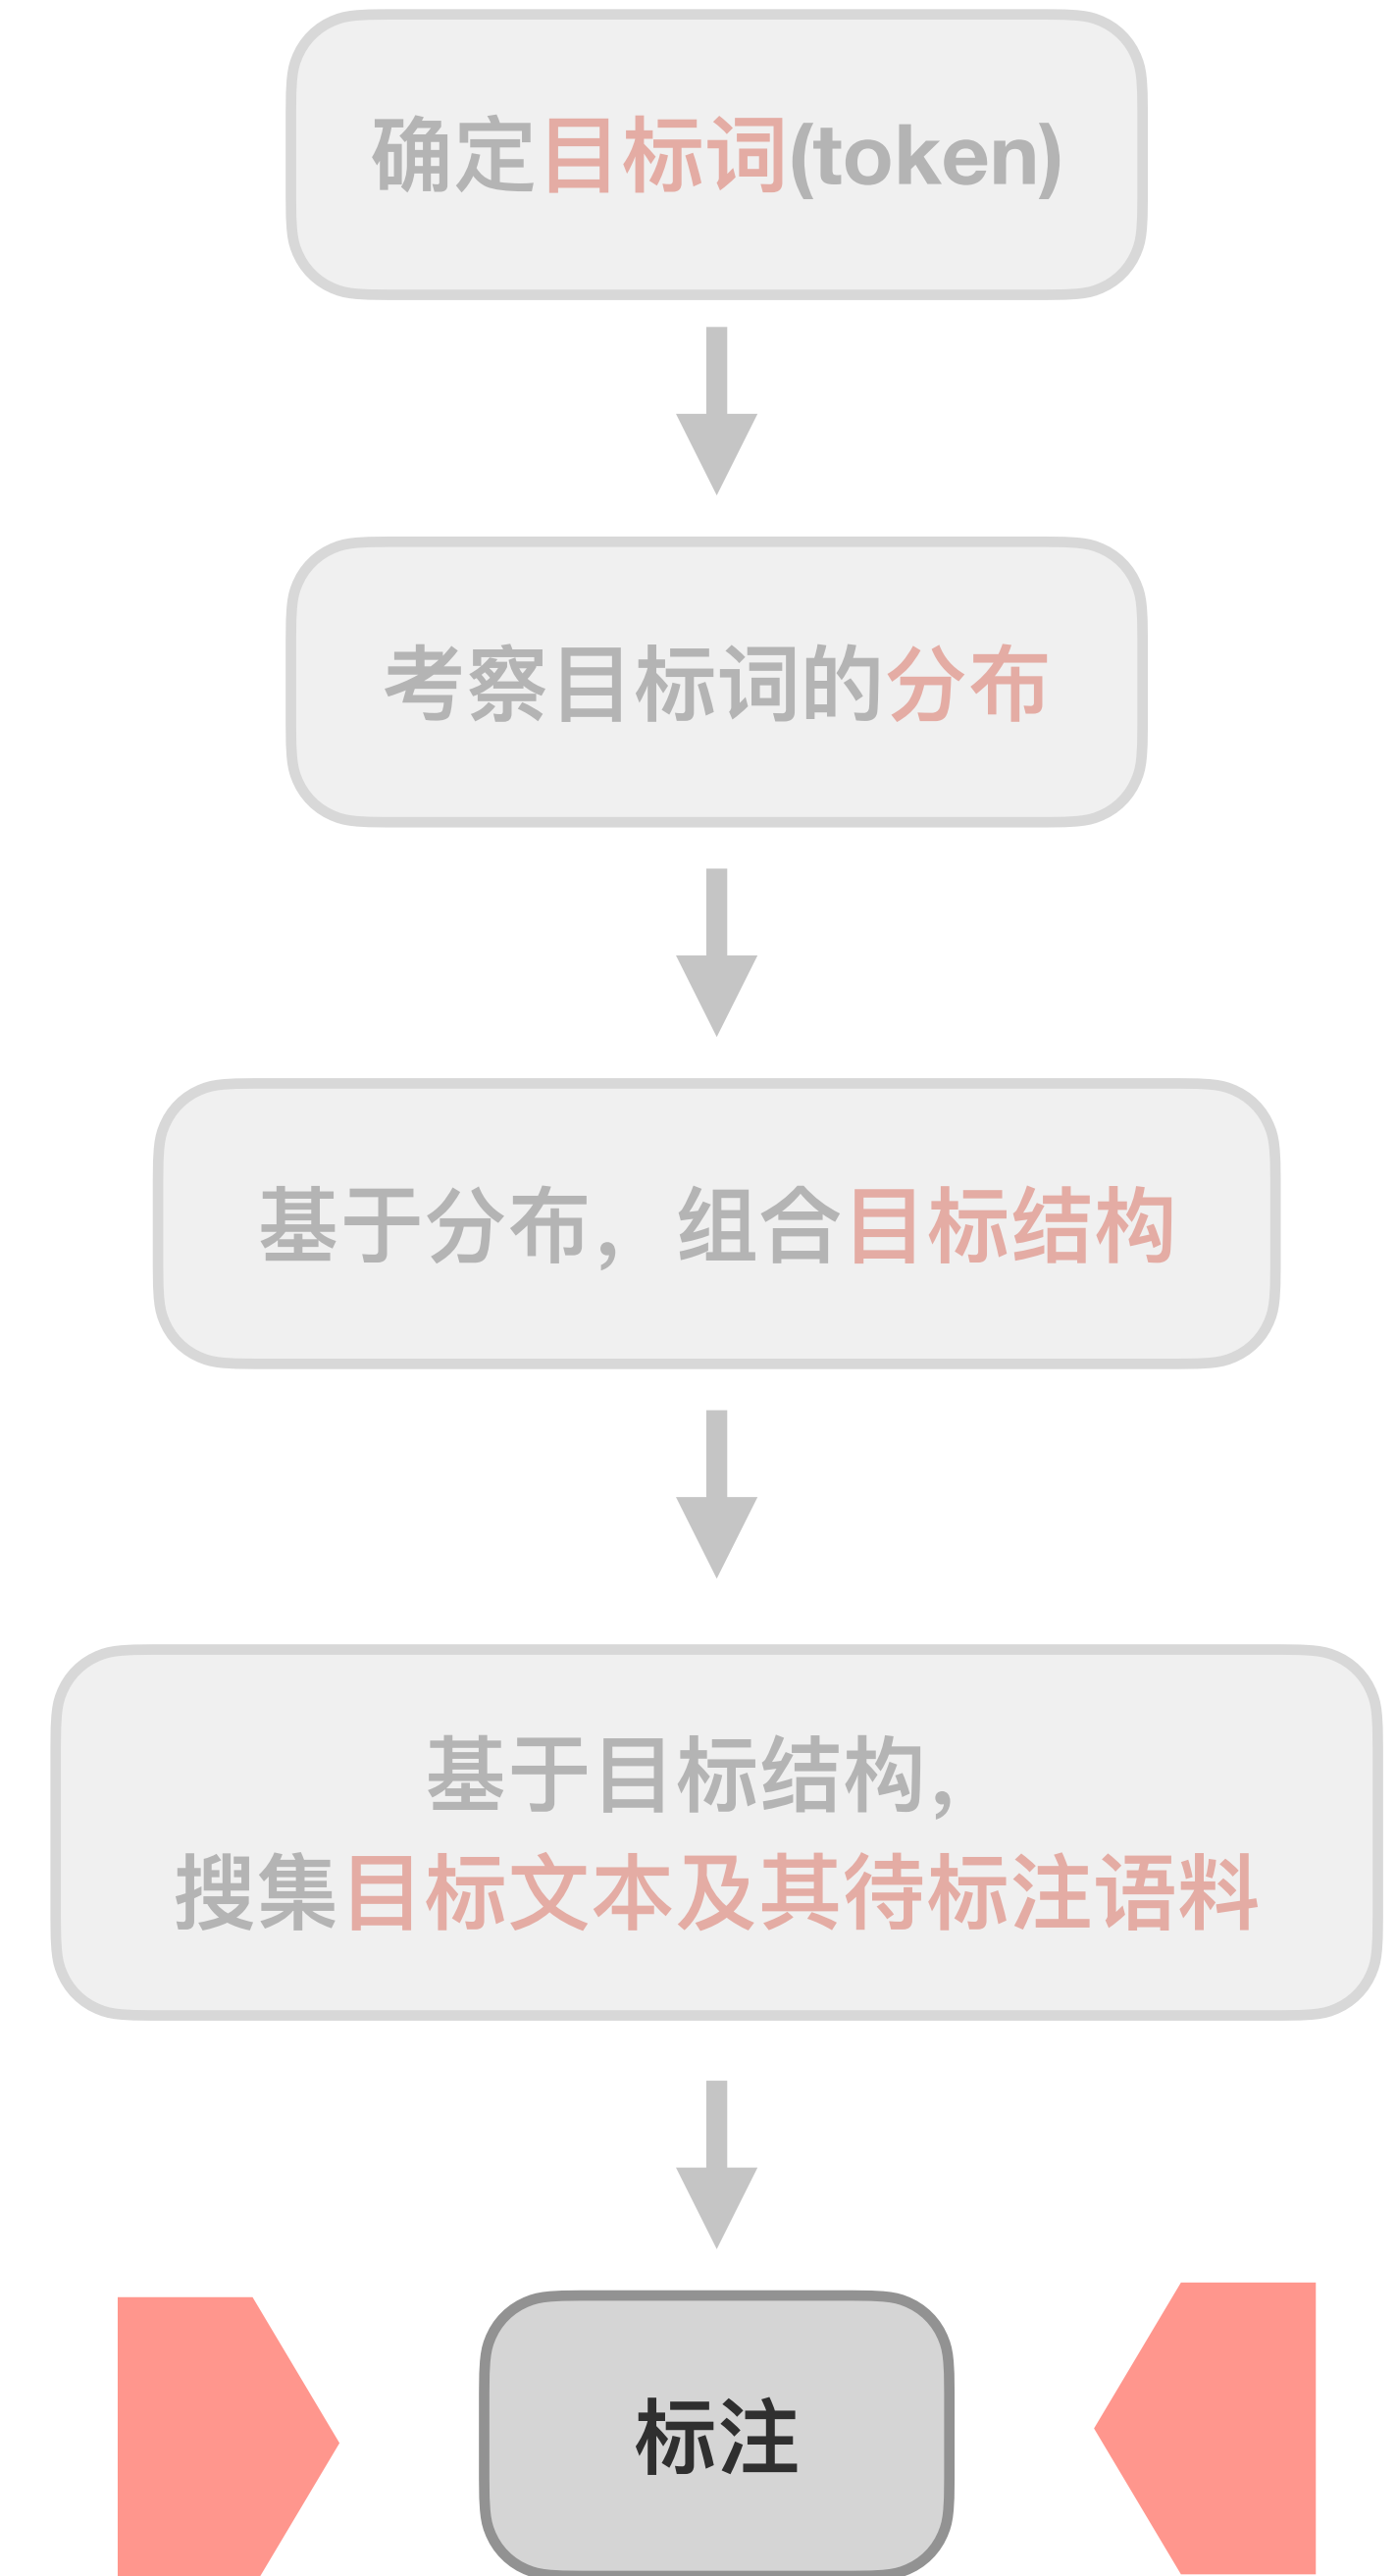 确定目标词(token)
考察目标词的分布
基于分布，组合目标结构
基于目标结构，
搜集目标文本及其待标注语料
标注